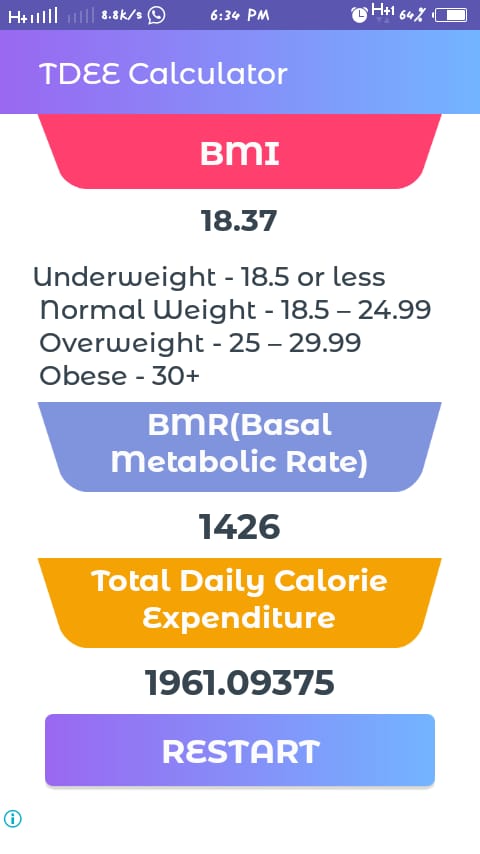 H+ 8.8K/s 6:34 PM H+1 64%
TDEE Calculator
BMI
18.37
Underweight - 18.5 or less
Normal Weight - 18.5 – 24.99
Overweight - 25 – 29.99
Obese - 30+
BMR(Basal
Metabolic Rate)
1426
Total Daily Calorie
Expenditure
1961.09375
RESTART